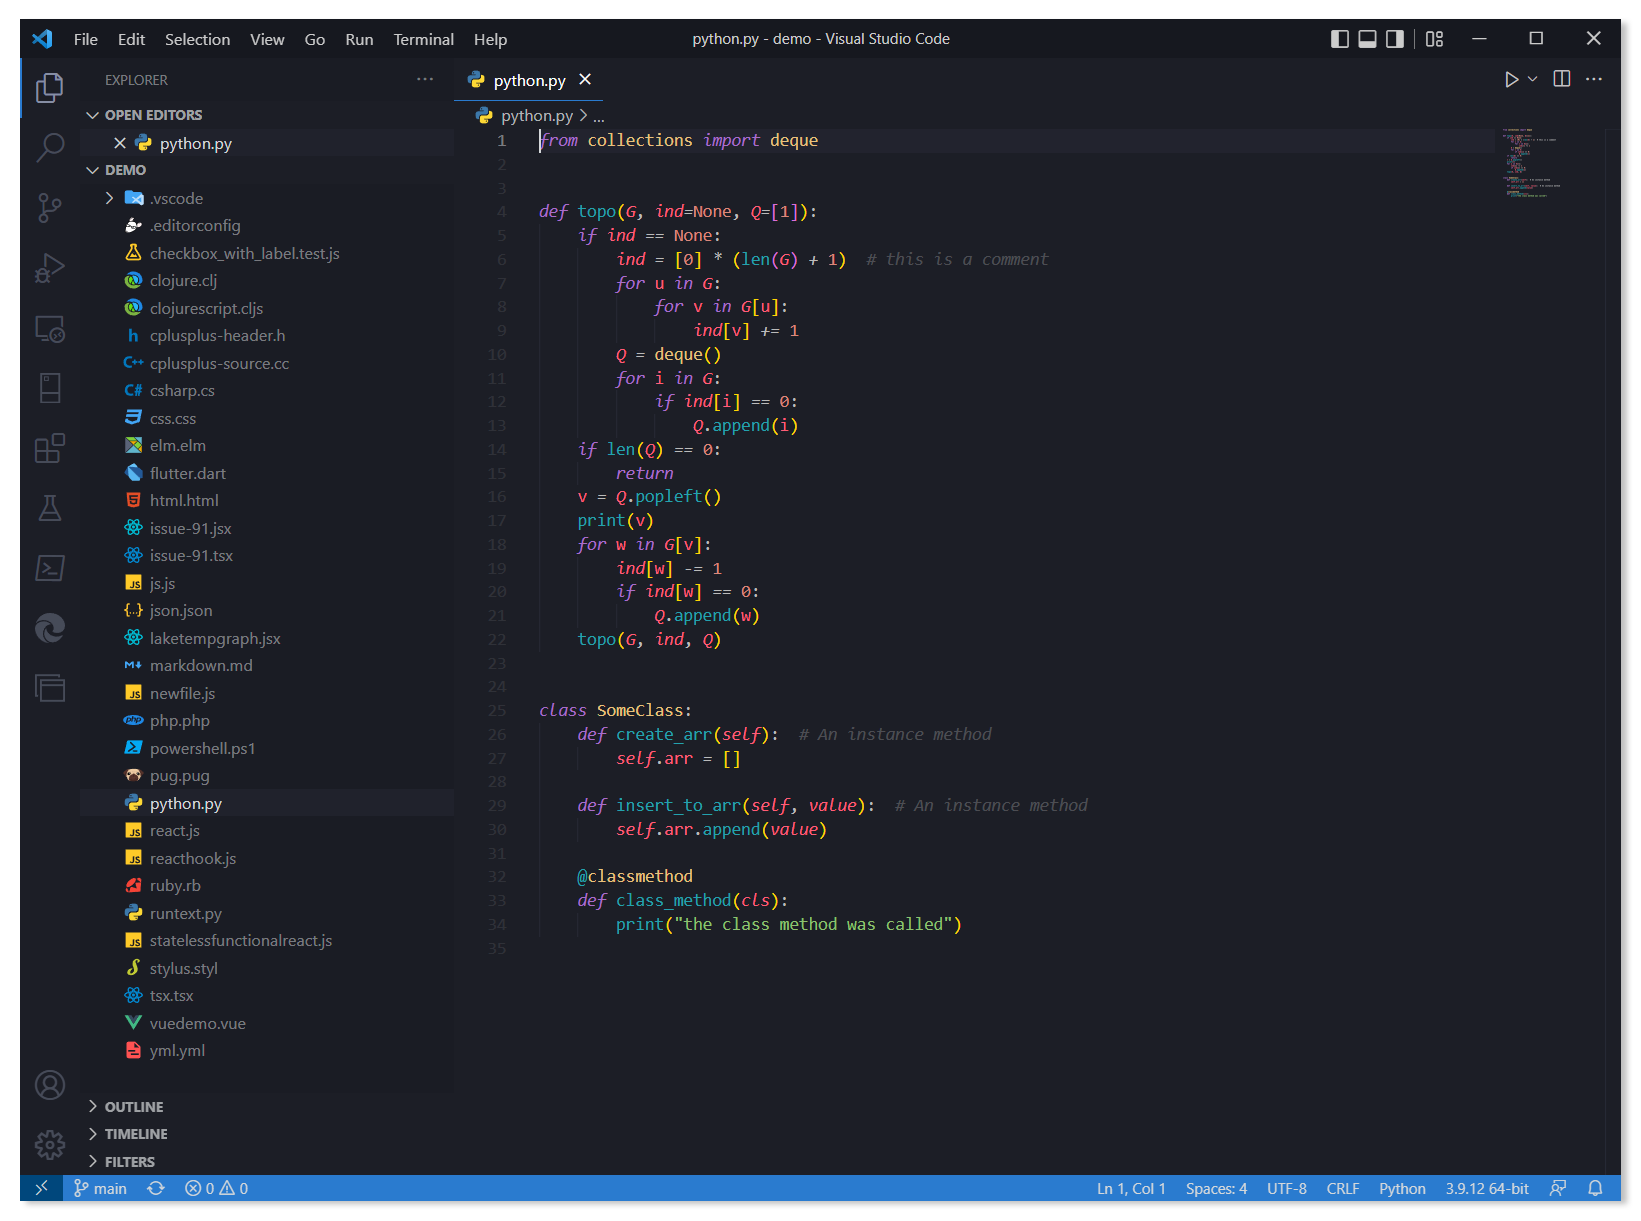 File Edit Selection View Go Run Terminal Help python.py - demo - Visual Studio Code
EXPLORER ···
OPEN EDITORS
python.py
DEMO
.vscode
.editorconfig
checkbox_with_label.test.js
clojure.clj
clojurescript.cljs
h cplusplus-header.h
C++ cplusplus-source.cc
C# csharp.cs
css.css
elm.elm
flutter.dart
html.html
issue-91.jsx
issue-91.tsx
JS js.js
{..} json.json
laketempgraph.jsx
M↓ markdown.md
JS newfile.js
php php.php
powershell.ps1
pug.pug
python.py
JS react.js
JS reacthook.js
ruby.rb
runtext.py
JS statelessfunctionalreact.js
stylus.styl
tsx.tsx
vuedemo.vue
yml.yml
OUTLINE
TIMELINE
FILTERS
python.py
python.py > ...
1 from collections import deque
2
3
4 def topo(G, ind=None, Q=[1]):
5     if ind == None:
6         ind = [0] * (len(G) + 1)  # this is a comment
7         for u in G:
8             for v in G[u]:
9                 ind[v] += 1
10         Q = deque()
11         for i in G:
12             if ind[i] == 0:
13                 Q.append(i)
14     if len(Q) == 0:
15         return
16     v = Q.popleft()
17     print(v)
18     for w in G[v]:
19         ind[w] -= 1
20         if ind[w] == 0:
21             Q.append(w)
22     topo(G, ind, Q)
23
24
25 class SomeClass:
26     def create_arr(self):  # An instance method
27         self.arr = []
28
29     def insert_to_arr(self, value):  # An instance method
30         self.arr.append(value)
31
32     @classmethod
33     def class_method(cls):
34         print("the class method was called")
35
main 0 0 Ln 1, Col 1 Spaces: 4 UTF-8 CRLF Python 3.9.12 64-bit